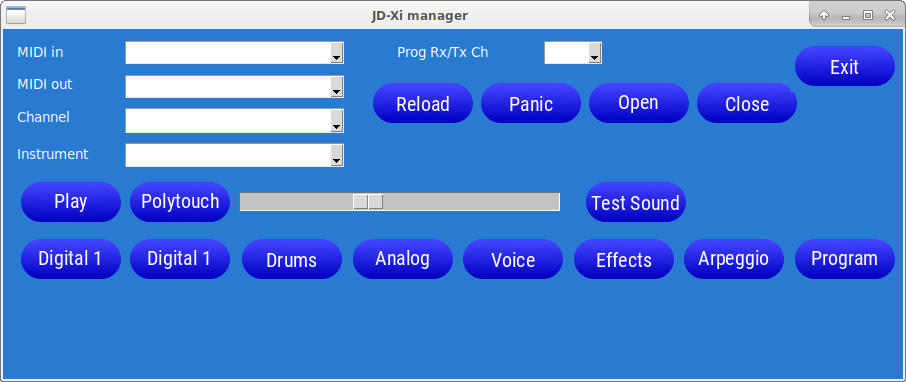 JD-Xi manager
MIDI in
Prog Rx/Tx Ch
Exit
MIDI out
Reload
Panic
Open
Close
Channel
Instrument
Play
Polytouch
Test Sound
Digital 1
Digital 1
Drums
Analog
Voice
Effects
Arpeggio
Program